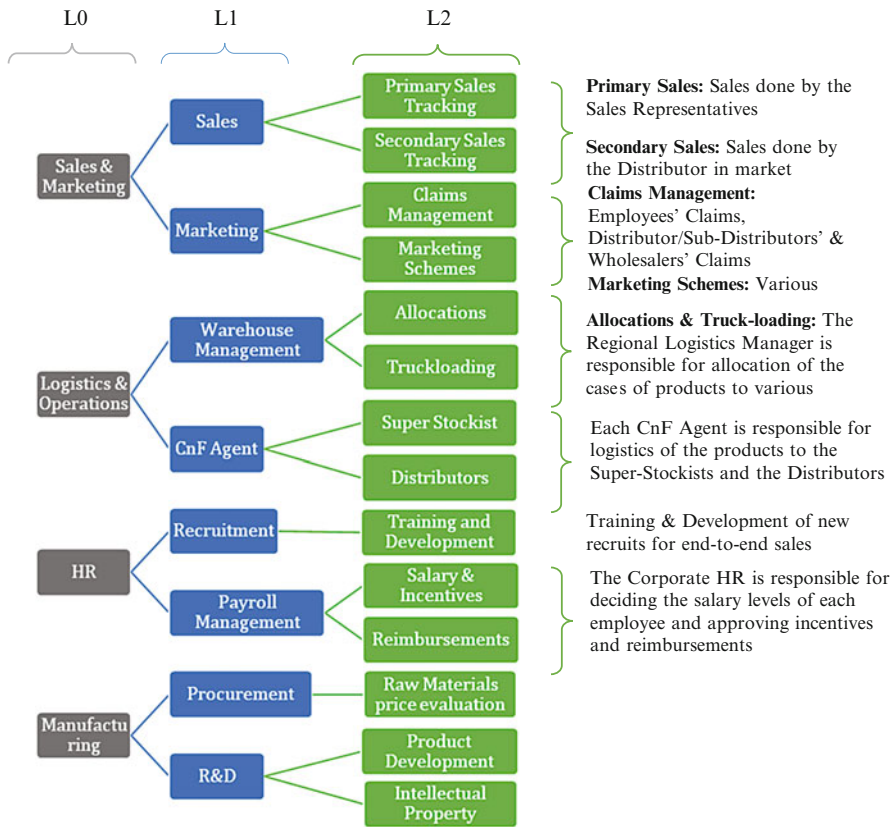 L0
L1
L2
Sales &
Marketing
Sales
Marketing
Primary Sales
Tracking
Secondary Sales
Tracking
Claims
Management
Marketing
Schemes
Primary Sales: Sales done by the
Sales Representatives
Secondary Sales: Sales done by
the Distributor in market
Claims Management:
Employees’ Claims,
Distributor/Sub-Distributors’ &
Wholesalers’ Claims
Marketing Schemes: Various
Logistics &
Operations
Warehouse
Management
CnF Agent
Allocations
Truckloading
Super Stockist
Distributors
Allocations & Truck-loading: The
Regional Logistics Manager is
responsible for allocation of the
cases of products to various
Each CnF Agent is responsible for
logistics of the products to the
Super-Stockists and the Distributors
HR
Recruitment
Payroll
Management
Training and
Development
Salary &
Incentives
Reimbursements
Training & Development of new
recruits for end-to-end sales
The Corporate HR is responsible for
deciding the salary levels of each
employee and approving incentives
and reimbursements
Manufactu
ring
Procurement
R&D
Raw Materials
price evaluation
Product
Development
Intellectual
Property